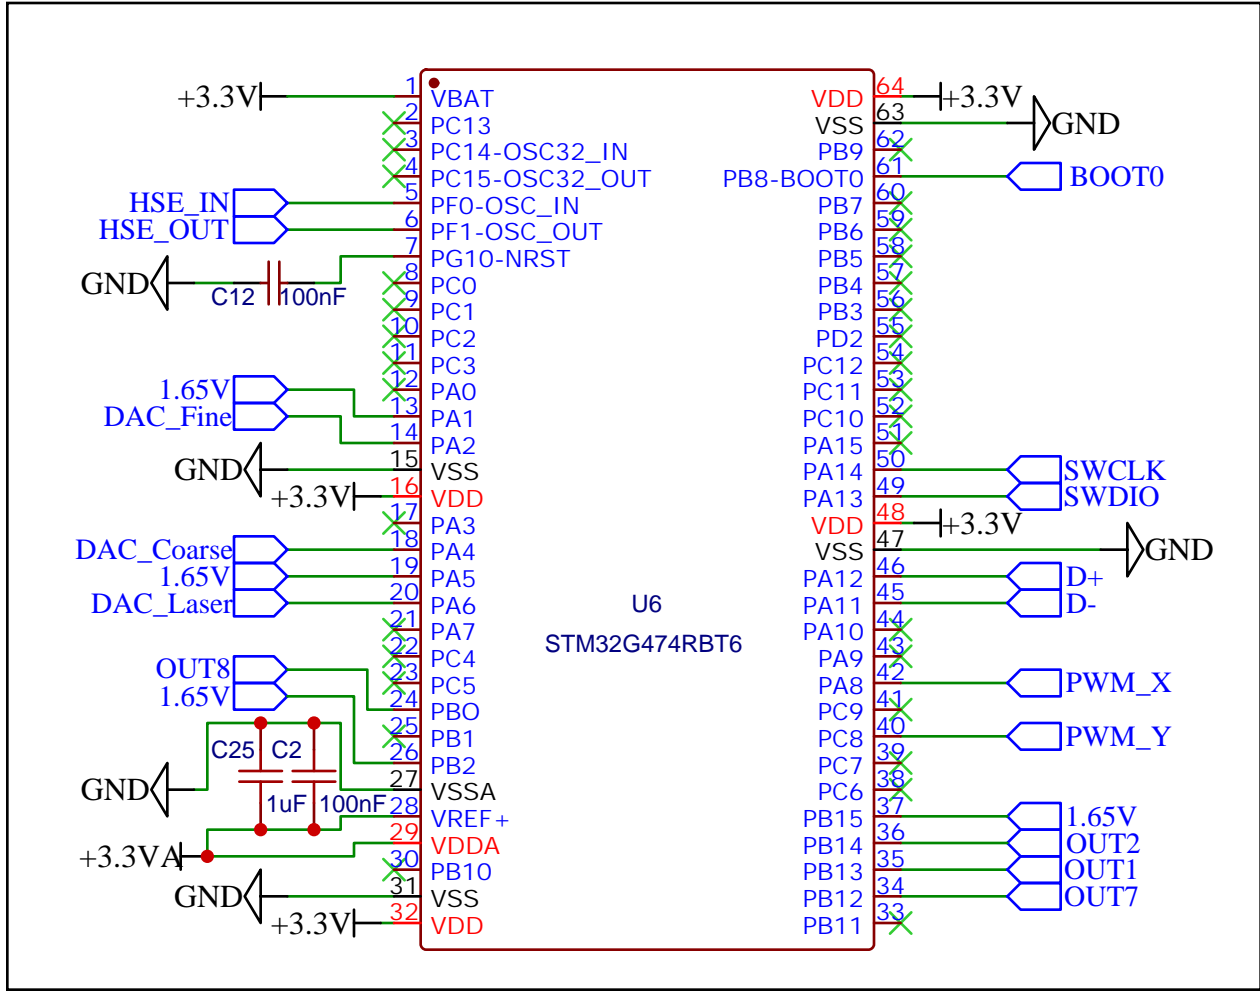 +3.3V 1 VBAT VDD 64 +3.3V
2 PC13 VSS 63 GND
3 PC14-OSC32_IN PB9 62
4 PC15-OSC32_OUT PB8-BOOT0 61 BOOT0
HSE_IN 5 PF0-OSC_IN PB7 60
HSE_OUT 6 PF1-OSC_OUT PB6 59
7 PG10-NRST PB5 58
GND C12 100nF 8 PC0 PB4 57
9 PC1 PB3 56
10 PC2 PD2 55
11 PC3 PC12 54
1.65V 12 PA0 PC11 53
DAC_Fine 13 PA1 PC10 52
14 PA2 PA15 51
GND 15 VSS PA14 50 SWCLK
+3.3V 16 VDD PA13 49 SWDIO
17 PA3 VDD 48 +3.3V
DAC_Coarse 18 PA4 VSS 47 GND
1.65V 19 PA5 PA12 46 D+
DAC_Laser 20 PA6 U6 PA11 45 D-
21 PA7 STM32G474RBT6 PA10 44
22 PC4 PA9 43
OUT8 23 PC5 PA8 42 PWM_X
1.65V 24 PBO PC9 41
25 PB1 PC8 40 PWM_Y
C25 C2 26 PB2 PC7 39
GND 27 VSSA PC6 38
1uF 100nF 28 VREF+ PB15 37 1.65V
29 VDDA PB14 36 OUT2
+3.3VA 30 PB10 PB13 35 OUT1
GND 31 VSS PB12 34 OUT7
+3.3V 32 VDD PB11 33